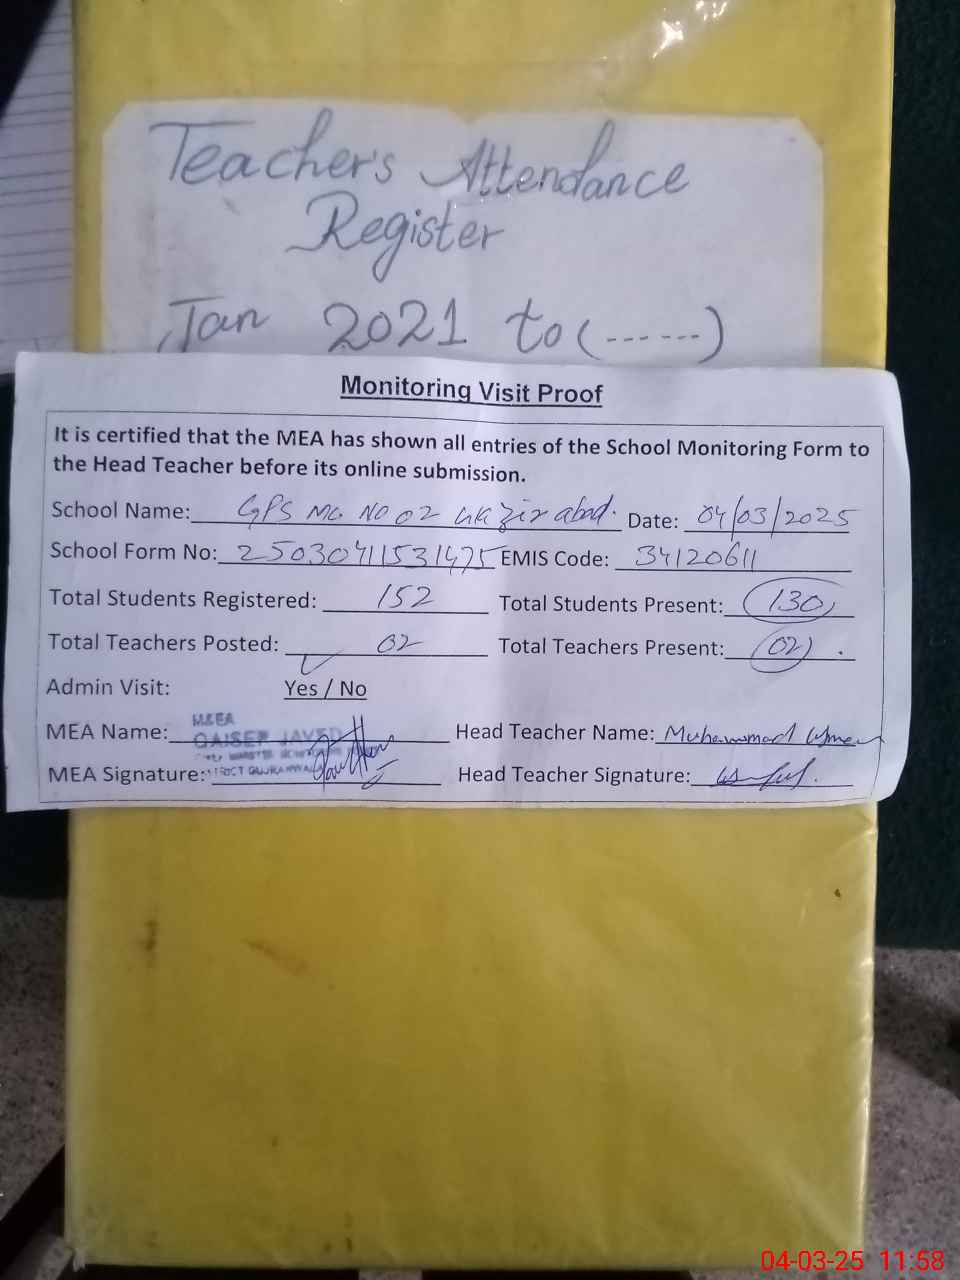 Teacher's Attendance
Register
Jan 2021 to (------)
Monitoring Visit Proof
It is certified that the MEA has shown all entries of the School Monitoring Form to
the Head Teacher before its online submission.
School Name: GPS MC NO 02 Wazir abad. Date: 04/03/2025
School Form No: 25030411531475 EMIS Code: 34120611
Total Students Registered: 152 Total Students Present: 130
Total Teachers Posted: 02 Total Teachers Present: 02
Admin Visit: Yes / No
M&EA
MEA Name: QAISER JAVED Head Teacher Name: Muhammad
MEA Signature: Head Teacher Signature:
04-03-25 11:58